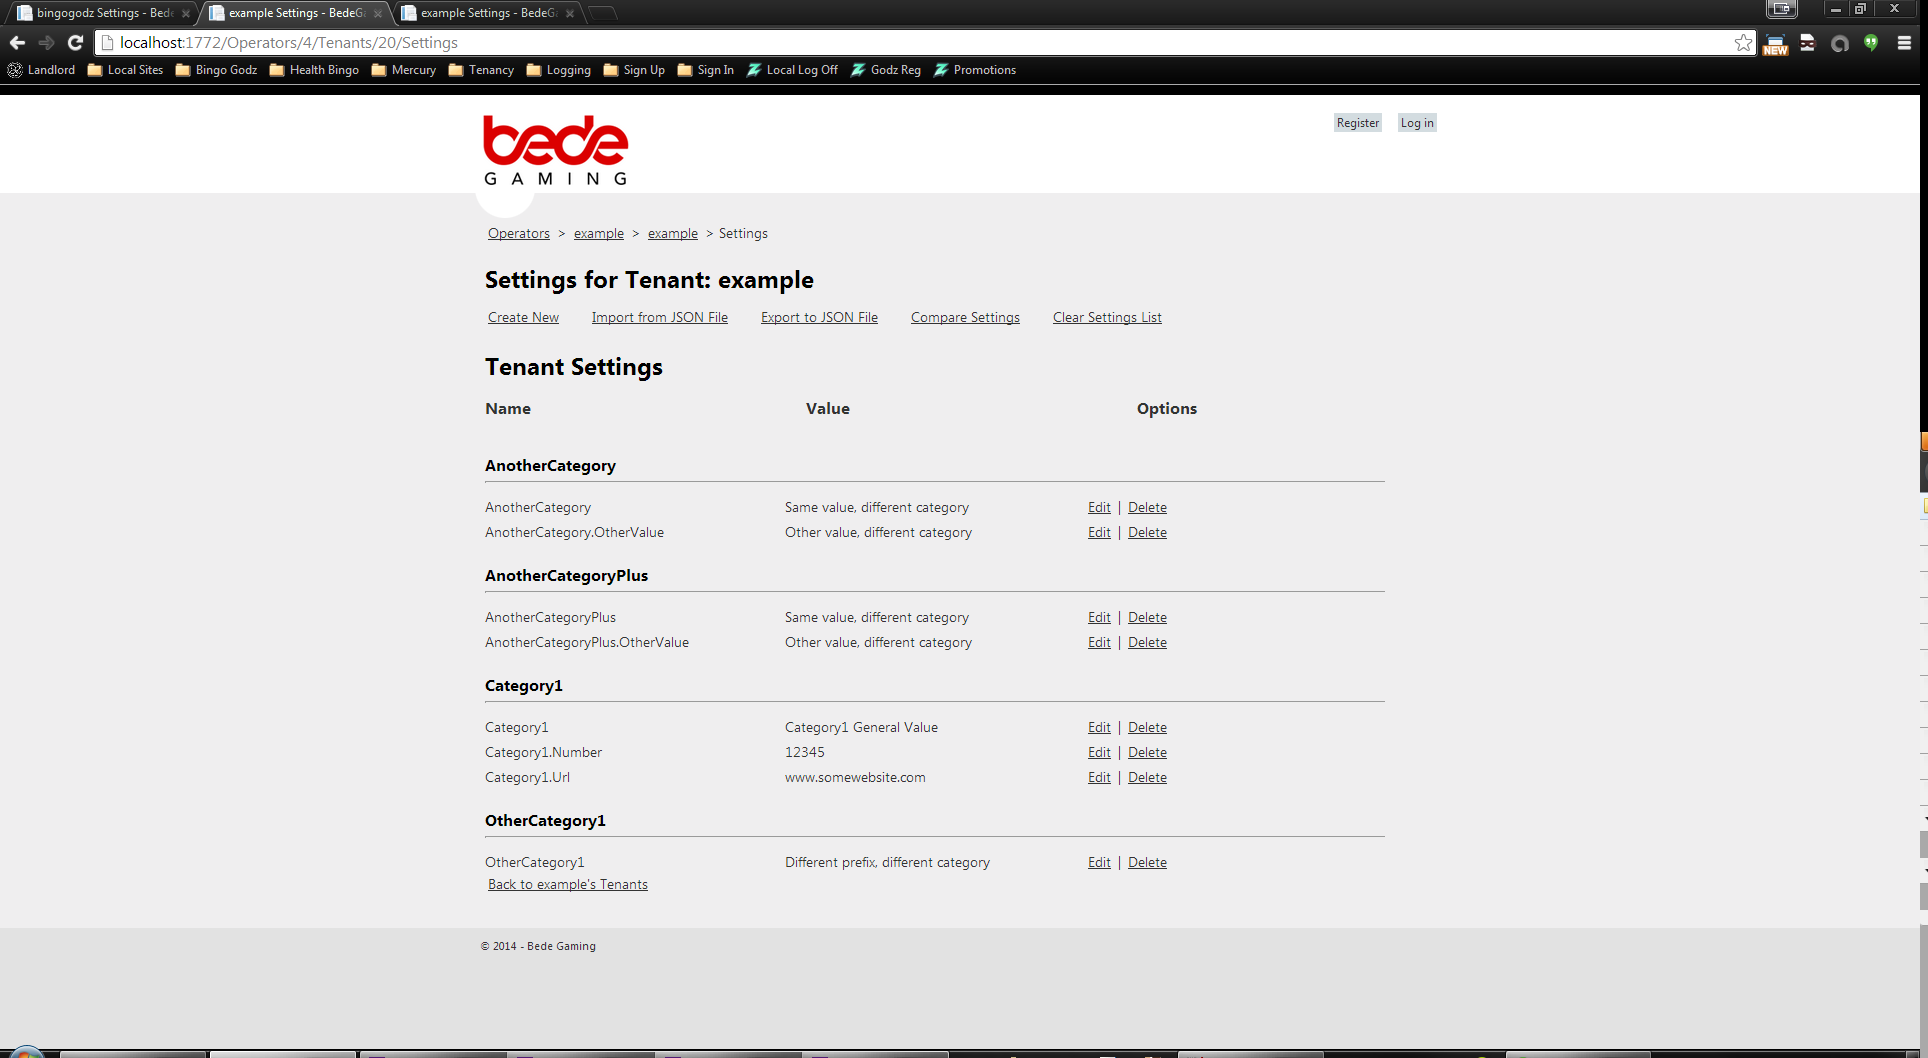 bingogodz Settings - Bede
example Settings - BedeGa
example Settings - BedeGa
localhost:1772/Operators/4/Tenants/20/Settings
NEW
Landlord Local Sites Bingo Godz Health Bingo Mercury Tenancy Logging Sign Up Sign In Local Log Off Godz Reg Promotions
bede
GAMING
Register Log in
Operators > example > example > Settings
Settings for Tenant: example
Create New Import from JSON File Export to JSON File Compare Settings Clear Settings List
Tenant Settings
Name Value Options
AnotherCategory
AnotherCategory Same value, different category Edit | Delete
AnotherCategory.OtherValue Other value, different category Edit | Delete
AnotherCategoryPlus
AnotherCategoryPlus Same value, different category Edit | Delete
AnotherCategoryPlus.OtherValue Other value, different category Edit | Delete
Category1
Category1 Category1 General Value Edit | Delete
Category1.Number 12345 Edit | Delete
Category1.Url www.somewebsite.com Edit | Delete
OtherCategory1
OtherCategory1 Different prefix, different category Edit | Delete
Back to example's Tenants
© 2014 - Bede Gaming